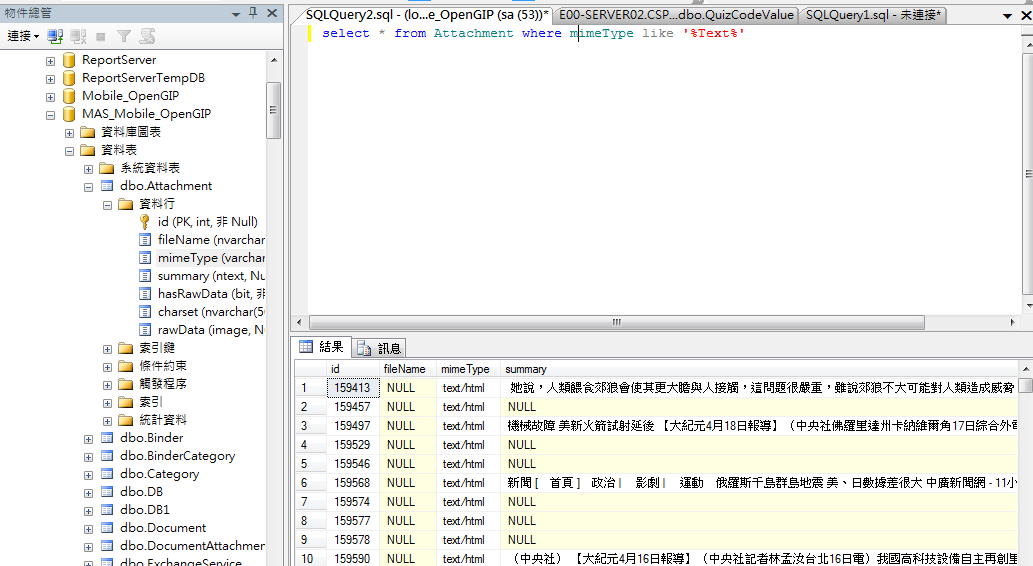 物件總管
連接
ReportServer
ReportServerTempDB
Mobile_OpenGIP
MAS_Mobile_OpenGIP
資料庫圖表
資料表
系統資料表
dbo.Attachment
資料行
id (PK, int, 非 Null)
fileName (nvarchar
mimeType (varchar
summary (ntext, Nu
hasRawData (bit, 非
charset (nvarchar(5
rawData (image, N
索引鍵
條件約束
觸發程序
索引
統計資料
dbo.Binder
dbo.BinderCategory
dbo.Category
dbo.DB
dbo.DB1
dbo.Document
dbo.DocumentAttachmer
dbo.ExchangeService
SQLQuery2.sql - (lo...e_OpenGIP (sa (53))*
E00-SERVER02.CSP...dbo.QuizCodeValue
SQLQuery1.sql - 未連接*
select * from Attachment where mimeType like '%Text%'
結果
訊息
id fileName mimeType summary
1 159413 NULL text/html 她說，人類餵食郊狼會使其更大膽與人接觸，這問題很嚴重，雖說郊狼不大可能對人類造成威脅
2 159457 NULL text/html NULL
3 159497 NULL text/html 機械故障 美新火箭試射延後 【大紀元4月18日報導】（中央社佛羅里達州卡納維爾角17日綜合外電
4 159529 NULL text/html NULL
5 159546 NULL text/html NULL
6 159568 NULL text/html 新聞 [ 首頁 ] 政治 | 影劇 | 運動 俄羅斯千島群島地震 美、日數據差很大 中廣新聞網 - 11小
7 159574 NULL text/html NULL
8 159577 NULL text/html NULL
9 159578 NULL text/html NULL
10 159590 NULL text/html （中央社） 【大紀元4月16日報導】（中央社記者林孟汝台北16日電）我國高科技設備自主再創里